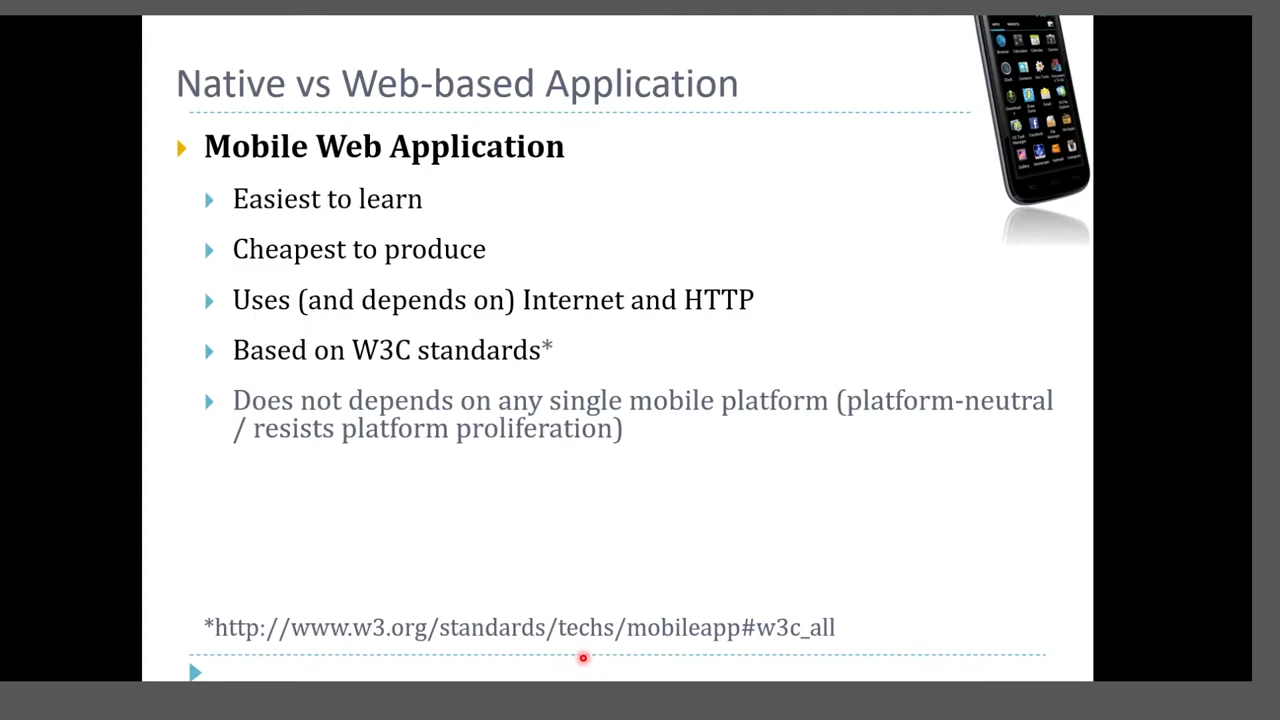 Native vs Web-based Application
Mobile Web Application
Easiest to learn
Cheapest to produce
Uses (and depends on) Internet and HTTP
Based on W3C standards*
Does not depends on any single mobile platform (platform-neutral
/ resists platform proliferation)
*http://www.w3.org/standards/techs/mobileapp#w3c_all